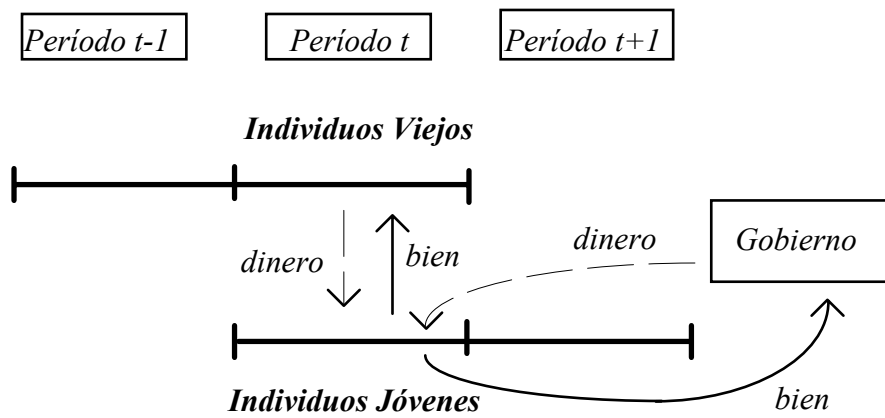 Período t-1
Período t
Período t+1
Individuos Viejos
dinero
bien
dinero
Gobierno
Individuos Jóvenes
bien